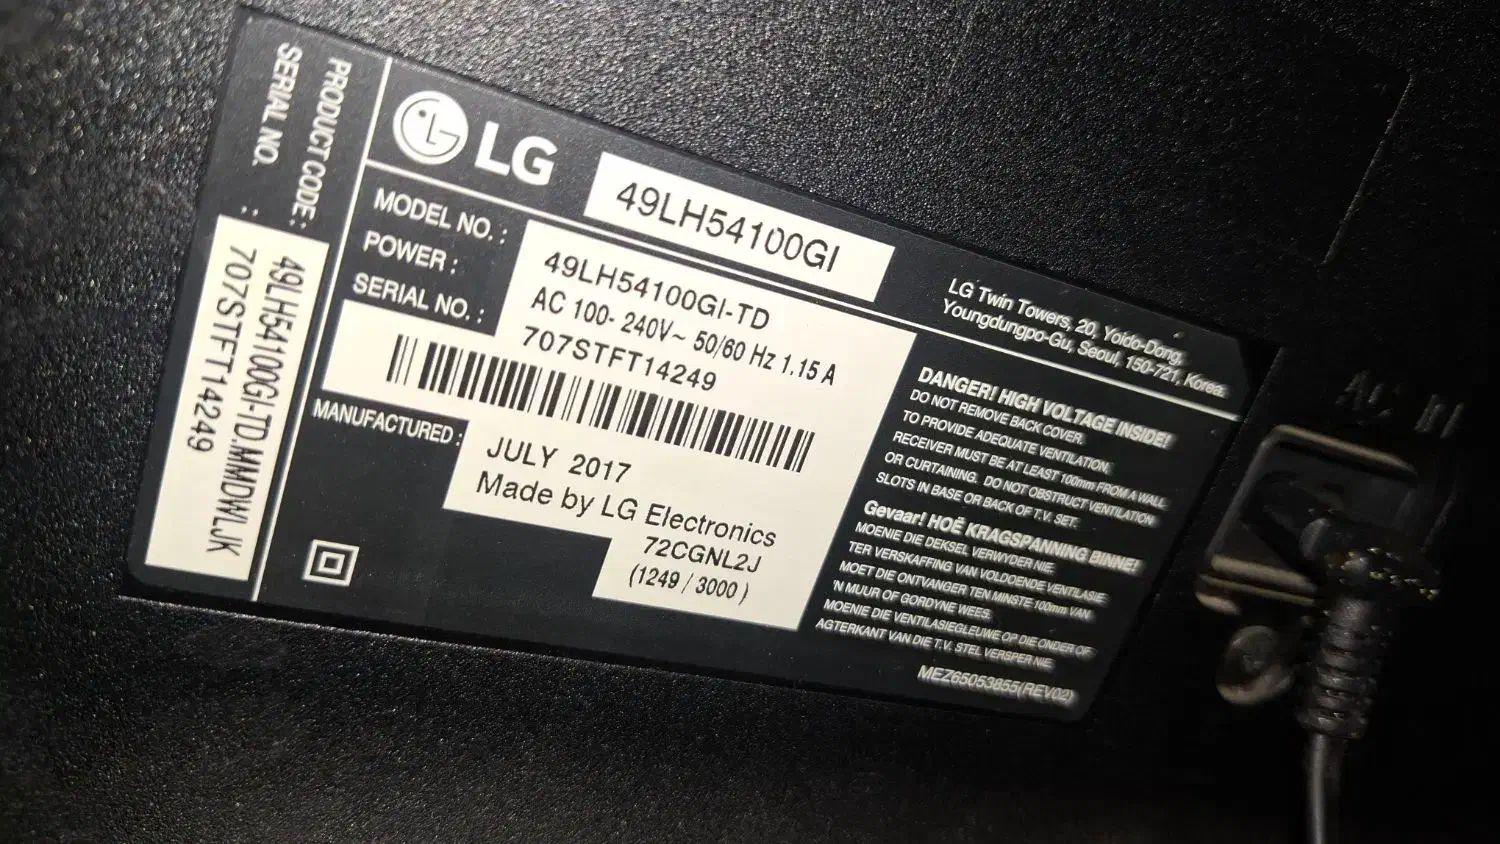 PRODUCT CODE: 49LH54100GI-TD.MMDWLJK
SERIAL NO. : 707STFT14249
LG
49LH54100GI
LG Twin Towers, 20, Yoido-Dong,
Youngdungpo-Gu, Seoul, 150-721, Korea.
MODEL NO. : 49LH54100GI-TD
POWER : AC 100- 240V~ 50/60 Hz 1.15 A
SERIAL NO. : 707STFT14249
MANUFACTURED : JULY 2017
Made by LG Electronics
72CGNL2J
(1249 / 3000 )
DANGER! HIGH VOLTAGE INSIDE!
DO NOT REMOVE BACK COVER.
TO PROVIDE ADEQUATE VENTILATION,
RECEIVER MUST BE AT LEAST 100mm FROM A WALL
OR CURTAINING. DO NOT OBSTRUCT VENTILATION
SLOTS IN BASE OR BACK OF T.V. SET.
Gevaar! HOË KRAGSPANNING BINNE!
MOENIE DIE DEKSEL VERWYDER NIE.
TER VERSKAFFING VAN VOLDOENDE VENTILASIE
MOET DIE ONTVANGER TEN MINSTE 100mm VAN
'N MUUR OF GORDYNE WEES.
MOENIE DIE VENTILASIEGLEUWE OP DIE ONDER OF
AGTERKANT VAN DIE T.V. STEL VERSPER NIE.
MEZ65053855(REV02)
AC IN